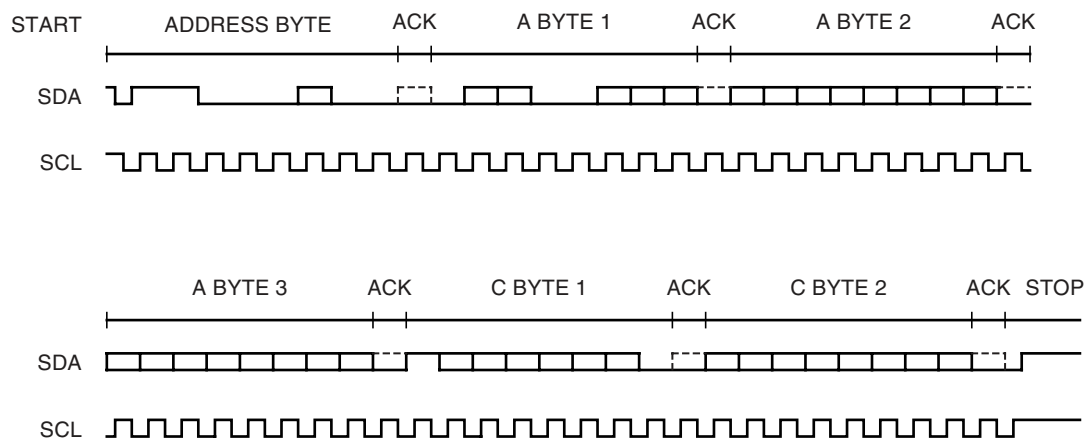 START ADDRESS BYTE ACK A BYTE 1 ACK A BYTE 2 ACK
SDA
SCL
A BYTE 3 ACK C BYTE 1 ACK C BYTE 2 ACK STOP
SDA
SCL